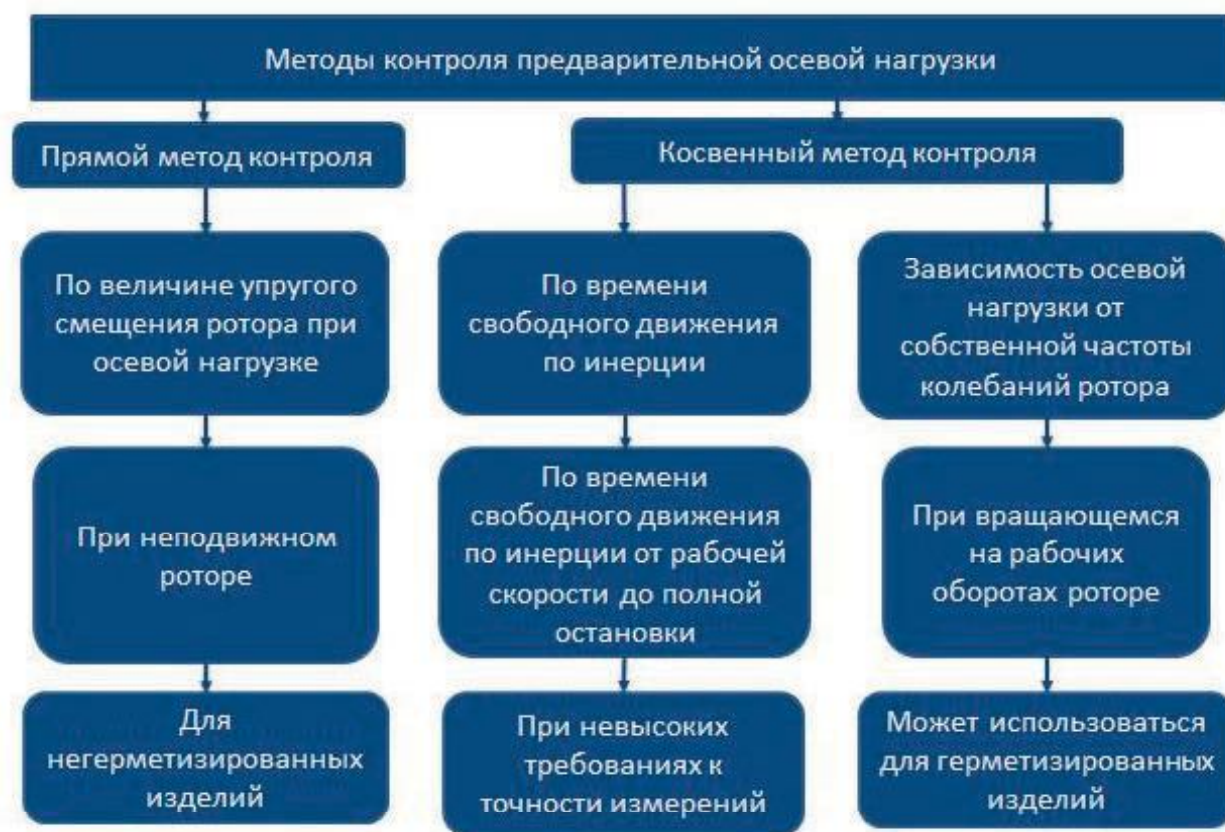 Методы контроля предварительной осевой нагрузки
Прямой метод контроля
Косвенный метод контроля
По величине упругого
смещения ротора при
осевой нагрузке
По времени
свободного движения
по инерции
Зависимость осевой
нагрузки от
собственной частоты
колебаний ротора
При неподвижном
роторе
По времени
свободного движения
по инерции от рабочей
скорости до полной
остановки
При вращающемся
на рабочих
оборотах роторе
Для
негерметизированных
изделий
При невысоких
требованиях к
точности измерений
Может использоваться
для герметизированных
изделий